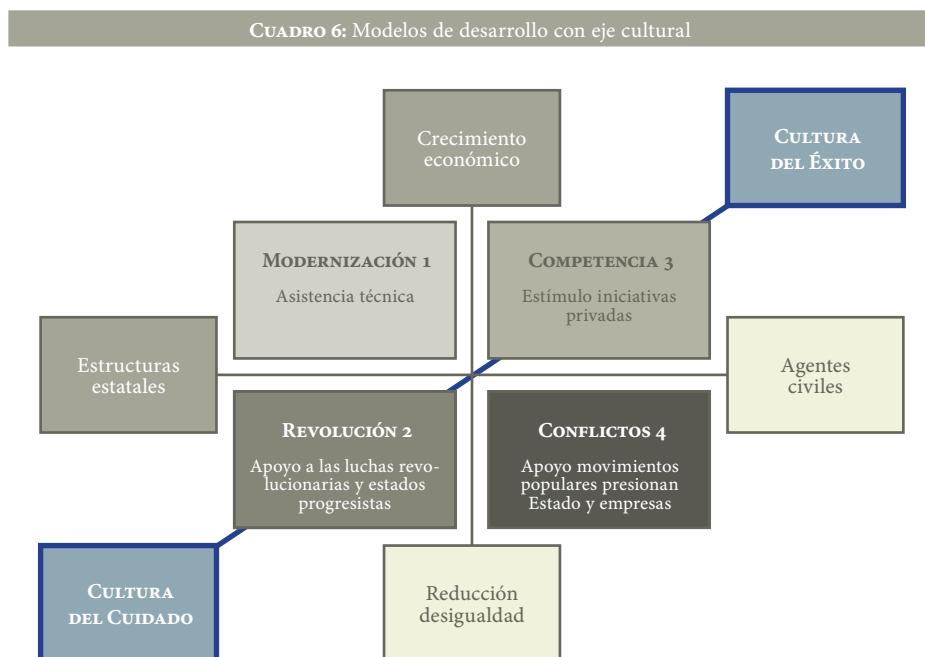 CUADRO 6: Modelos de desarrollo con eje cultural
Crecimiento
económico
CULTURA
DEL ÉXITO
MODERNIZACIÓN 1
Asistencia técnica
COMPETENCIA 3
Estímulo iniciativas
privadas
Estructuras
estatales
Agentes
civiles
REVOLUCIÓN 2
Apoyo a las luchas revo-
lucionarias y estados
progresistas
CONFLICTOS 4
Apoyo movimientos
populares presionan
Estado y empresas
CULTURA
DEL CUIDADO
Reducción
desigualdad